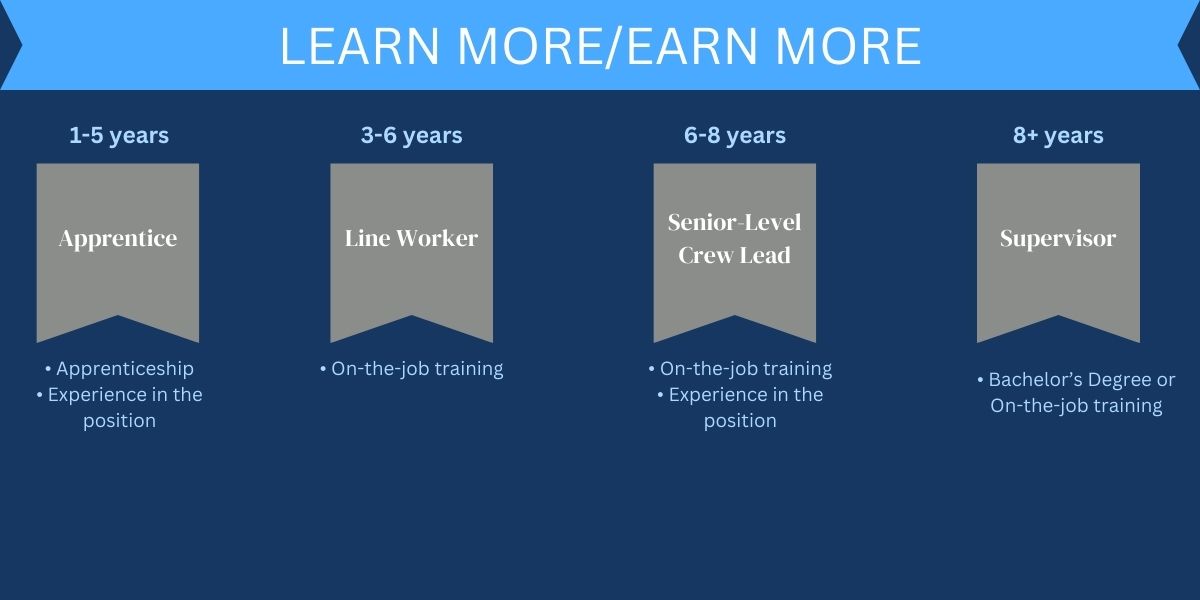 LEARN MORE/EARN MORE
1-5 years
Apprentice
• Apprenticeship
• Experience in the
position
3-6 years
Line Worker
• On-the-job training
6-8 years
Senior-Level
Crew Lead
• On-the-job training
• Experience in the
position
8+ years
Supervisor
• Bachelor’s Degree or
On-the-job training